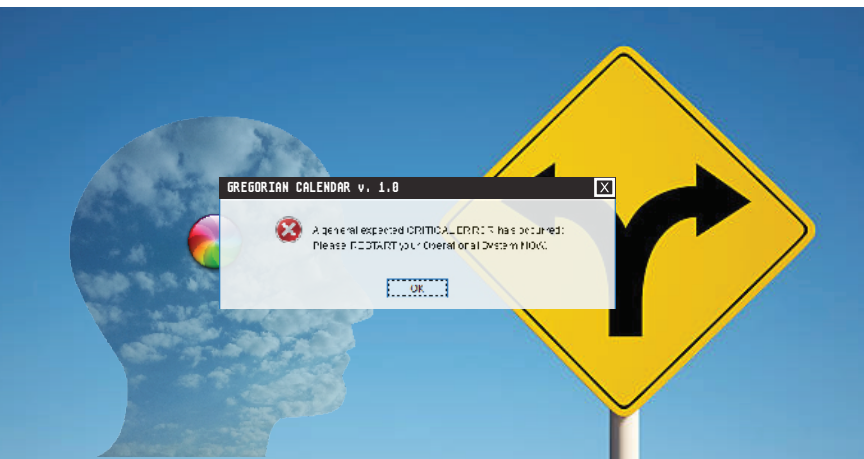 GREGORIAN CALENDAR v. 1.0
X
A general expected CRITICAL ERROR has occurred:
Please RESTART your Operational System NOW.
OK